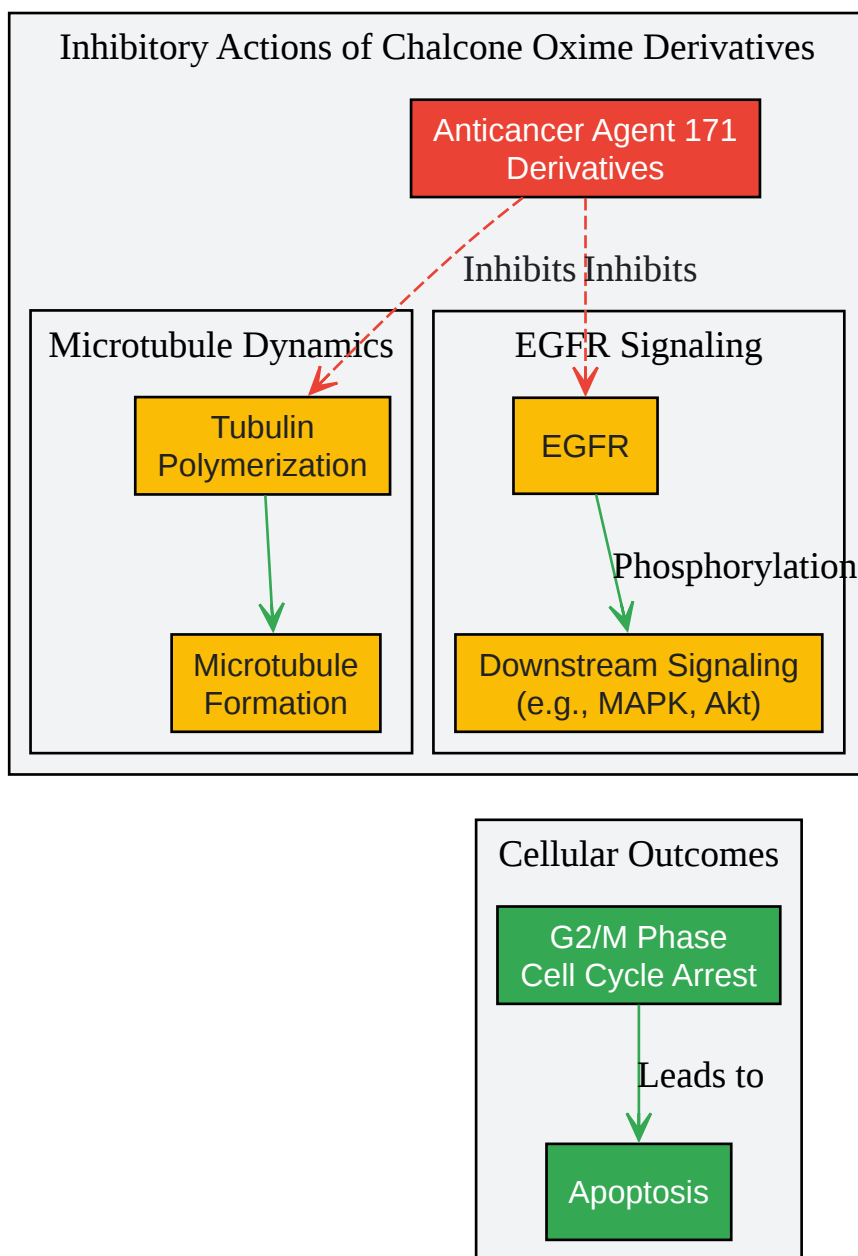 Inhibitory Actions of Chalcone Oxime Derivatives
Anticancer Agent 171
Derivatives
Inhibits
Inhibits
Microtubule Dynamics
EGFR Signaling
Tubulin
Polymerization
EGFR
Phosphorylation
Microtubule
Formation
Downstream Signaling
(e.g., MAPK, Akt)
Cellular Outcomes
G2/M Phase
Cell Cycle Arrest
Leads to
Apoptosis